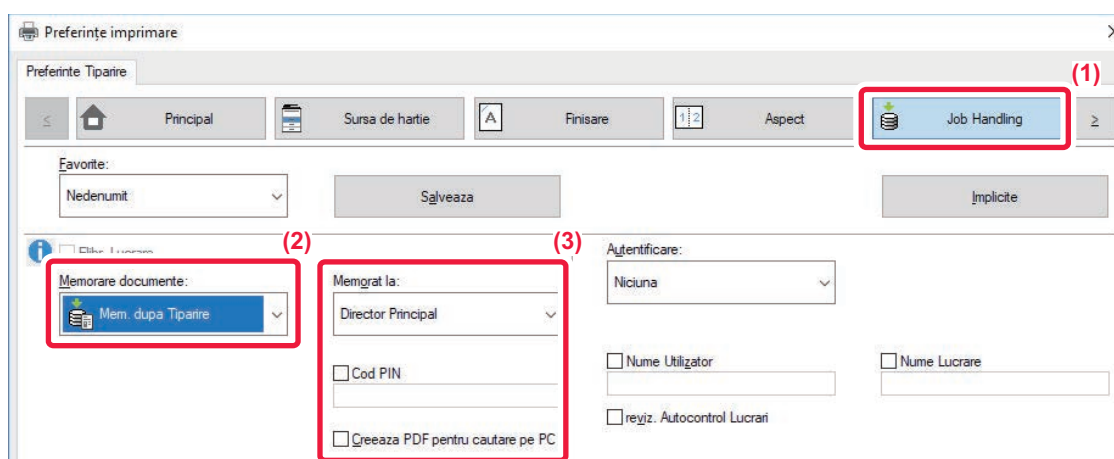 Preferințe imprimare
Preferinte Tiparire
(1)
< Principal Sursa de hartie A Finisare 1 2 Aspect Job Handling >
Favorite:
Nedenumit Salveaza Implicite
(2) (3)
Autentificare:
Memorare documente: Memorat la: Niciuna
Mem. dupa Tiparire Director Principal
Cod PIN Nume Utilizator Nume Lucrare
reviz. Autocontrol Lucrari
Creeaza PDF pentru cautare pe PC